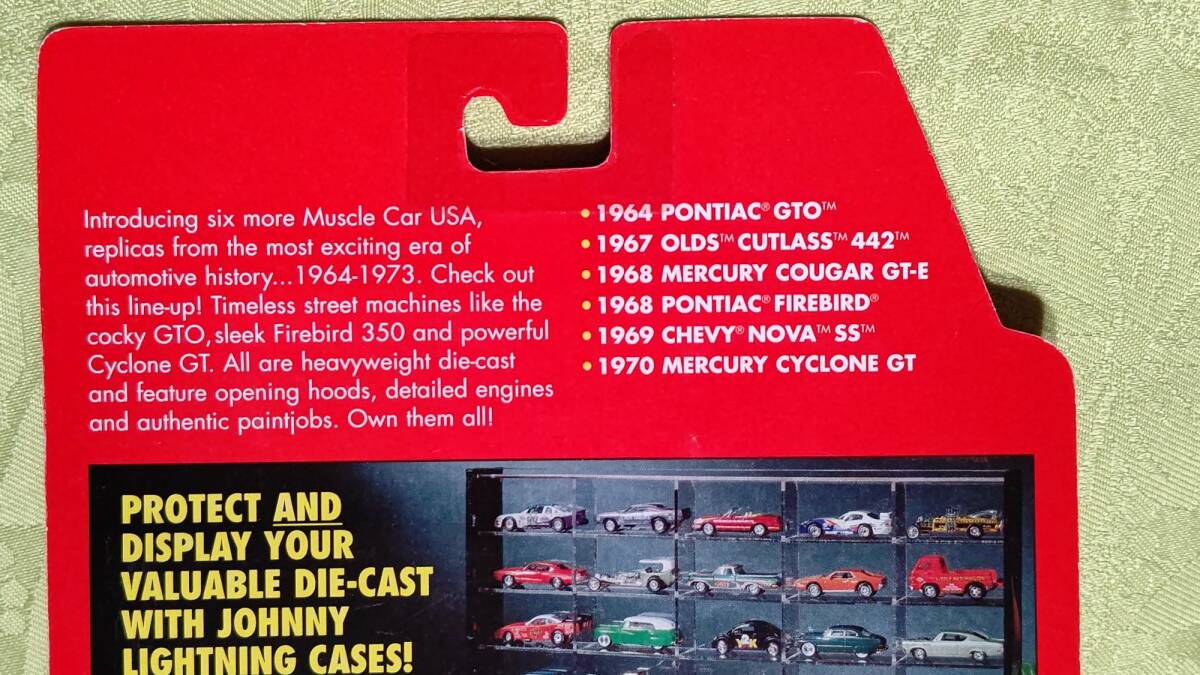 Introducing six more Muscle Car USA,
replicas from the most exciting era of
automotive history...1964-1973. Check out
this line-up! Timeless street machines like the
cocky GTO, sleek Firebird 350 and powerful
Cyclone GT. All are heavyweight die-cast
and feature opening hoods, detailed engines
and authentic paintjobs. Own them all!
• 1964 PONTIAC® GTO™
• 1967 OLDS™ CUTLASS™ 442™
• 1968 MERCURY COUGAR GT-E
• 1968 PONTIAC® FIREBIRD®
• 1969 CHEVY® NOVA™ SS™
• 1970 MERCURY CYCLONE GT
PROTECT AND
DISPLAY YOUR
VALUABLE DIE-CAST
WITH JOHNNY
LIGHTNING CASES!